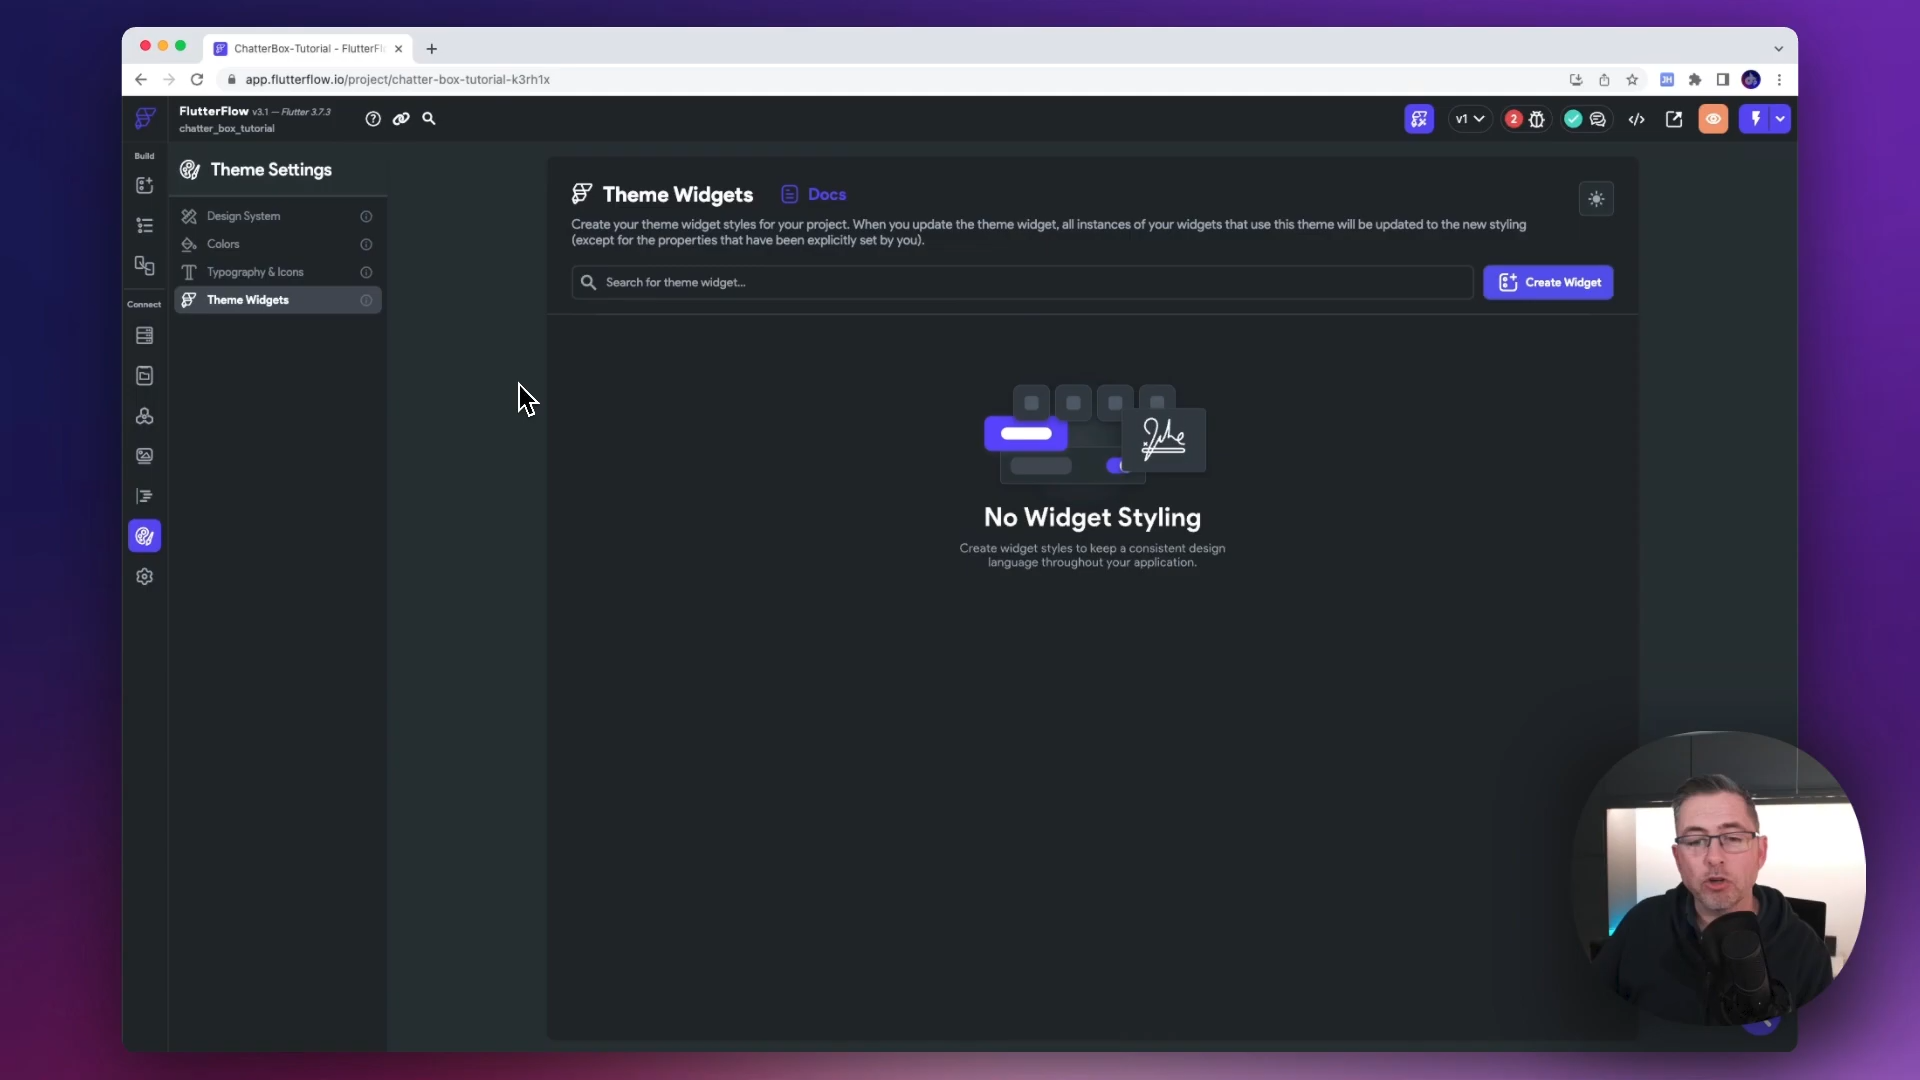 ChatterBox-Tutorial - FlutterFl
app.flutterflow.io/project/chatter-box-tutorial-k3rh1x
JH
FlutterFlow v3.1 — Flutter 3.7.3
chatter_box_tutorial
v1
2
Build
Connect
Theme Settings
Design System
Colors
Typography & Icons
Theme Widgets
Theme Widgets
Docs
Create your theme widget styles for your project. When you update the theme widget, all instances of your widgets that use this theme will be updated to the new styling
(except for the properties that have been explicitly set by you).
Search for theme widget...
Create Widget
No Widget Styling
Create widget styles to keep a consistent design
language throughout your application.